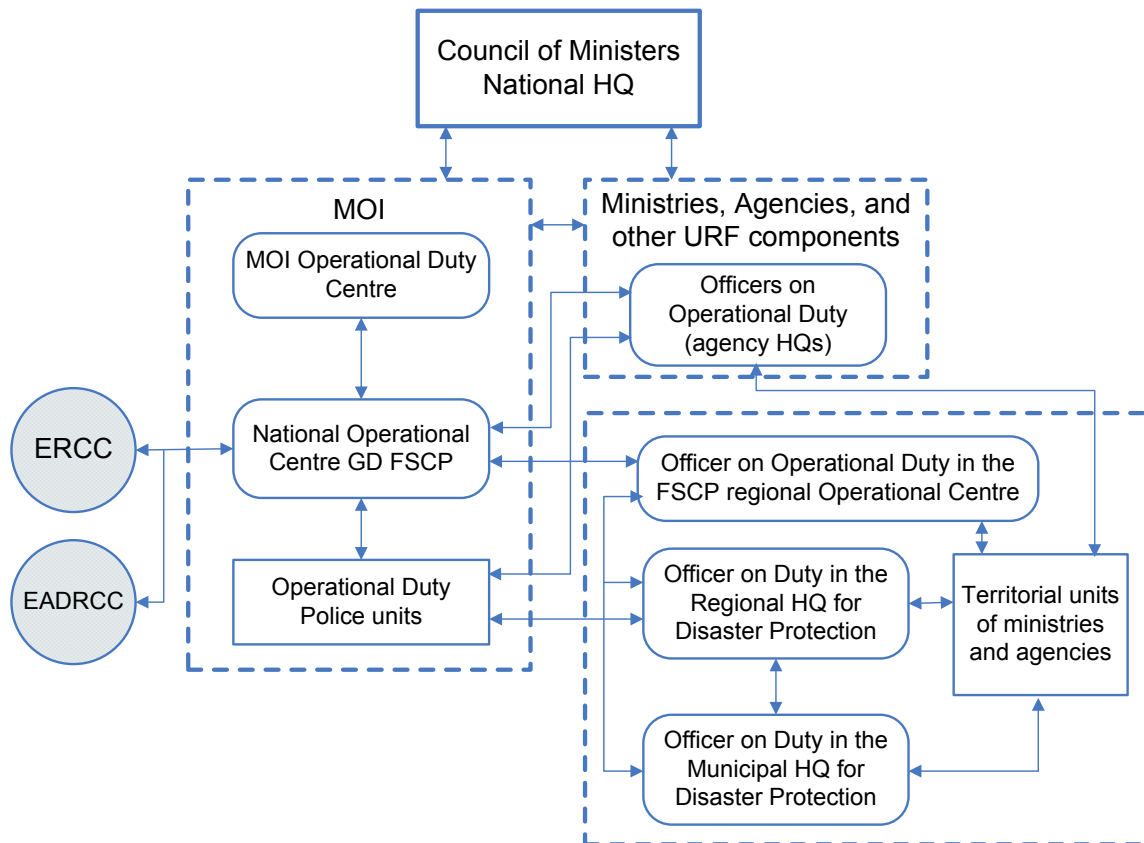 Council of Ministers
National HQ
MOI
MOI Operational Duty
Centre
Ministries, Agencies, and
other URF components
Officers on
Operational Duty
(agency HQs)
ERCC
EADRCC
National Operational
Centre GD FSCP
Operational Duty
Police units
Officer on Operational Duty in the
FSCP regional Operational Centre
Officer on Duty in the
Regional HQ for
Disaster Protection
Territorial units
of ministries
and agencies
Officer on Duty in the
Municipal HQ for
Disaster Protection